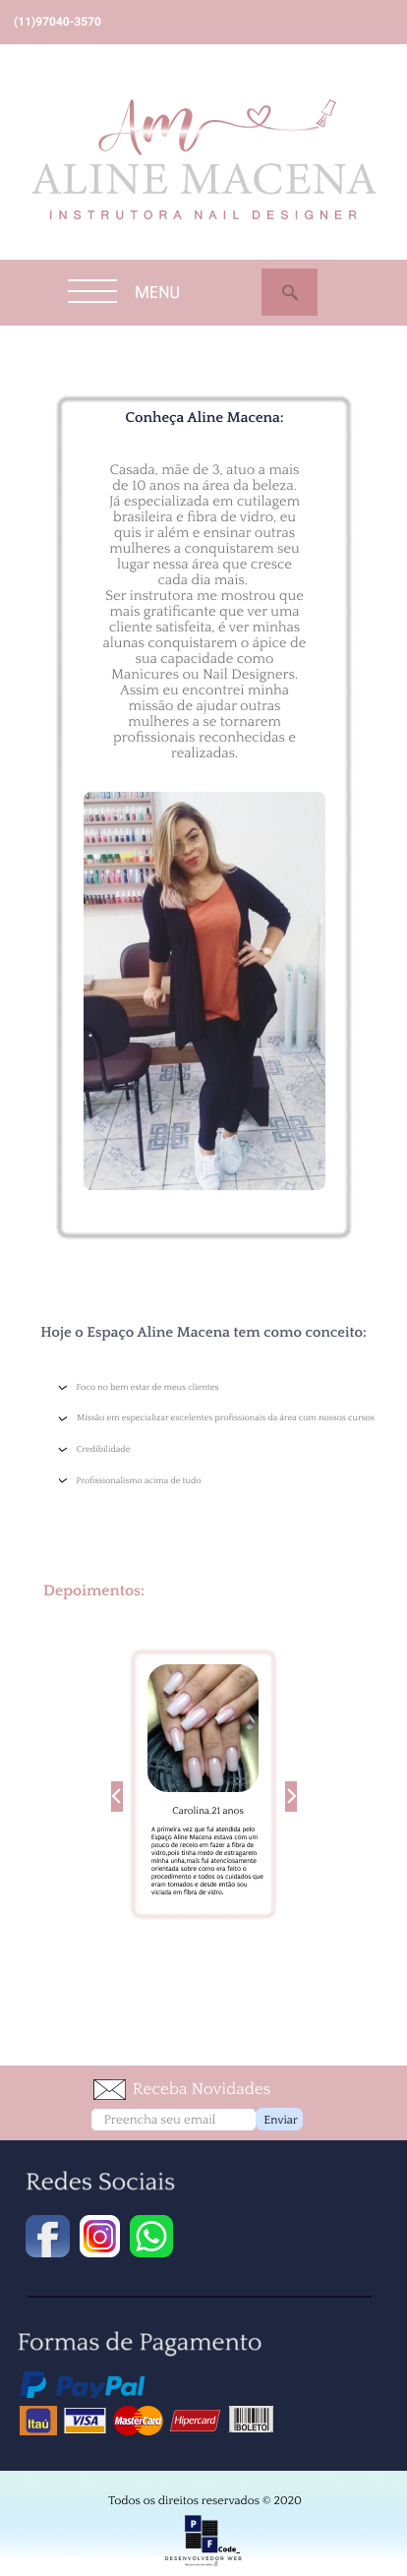 (11)97040-3570
Am
ALINE MACENA
INSTRUTORA NAIL DESIGNER
MENU
Conheça Aline Macena:
Casada, mãe de 3, atuo a mais
de 10 anos na área da beleza.
Já especializada em cutilagem
brasileira e fibra de vidro, eu
quis ir além e ensinar outras
mulheres a conquistarem seu
lugar nessa área que cresce
cada dia mais.
Ser instrutora me mostrou que
mais gratificante que ver uma
cliente satisfeita, é ver minhas
alunas conquistarem o ápice de
sua capacidade como
Manicures ou Nail Designers.
Assim eu encontrei minha
missão de ajudar outras
mulheres a se tornarem
profissionais reconhecidas e
realizadas.
Hoje o Espaço Aline Macena tem como conceito:
Foco no bem estar de meus clientes
Missão em especializar excelentes profissionais da área com nossos cursos
Credibilidade
Profissionalismo acima de tudo
Depoimentos:
Carolina,21 anos
A primeira vez que fui atendida pelo
Espaço Aline Macena estava com um
pouco de receio em fazer a fibra de
vidro,pois tinha medo de estragarem
minha unha,mais fui atenciosamente
orientada sobre como era feito o
procedimento e todos os cuidados que
eram tomados e desde então sou
viciada em fibra de vidro.
Receba Novidades
Preencha seu email
Enviar
Redes Sociais
Formas de Pagamento
PayPal
Itaú VISA MasterCard Hipercard BOLETO
Todos os direitos reservados © 2020
P
F Code_
DESENVOLVEDOR WEB